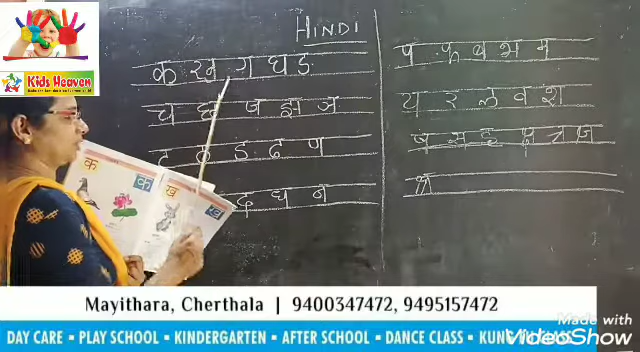 Kids Heaven
HINDI
क ख ग घ ङ
च छ ज झ ञ
ट ठ ड ढ ण
द ध न
प फ ब भ म
य र ल व श
ष स ह क्ष त्र ज्ञ
श्र
क
क
ख
ख
Mayithara, Cherthala | 9400347472, 9495157472
DAY CARE ▪ PLAY SCHOOL ▪ KINDERGARTEN ▪ AFTER SCHOOL ▪ DANCE CLASS ▪
Made with
VideoShow